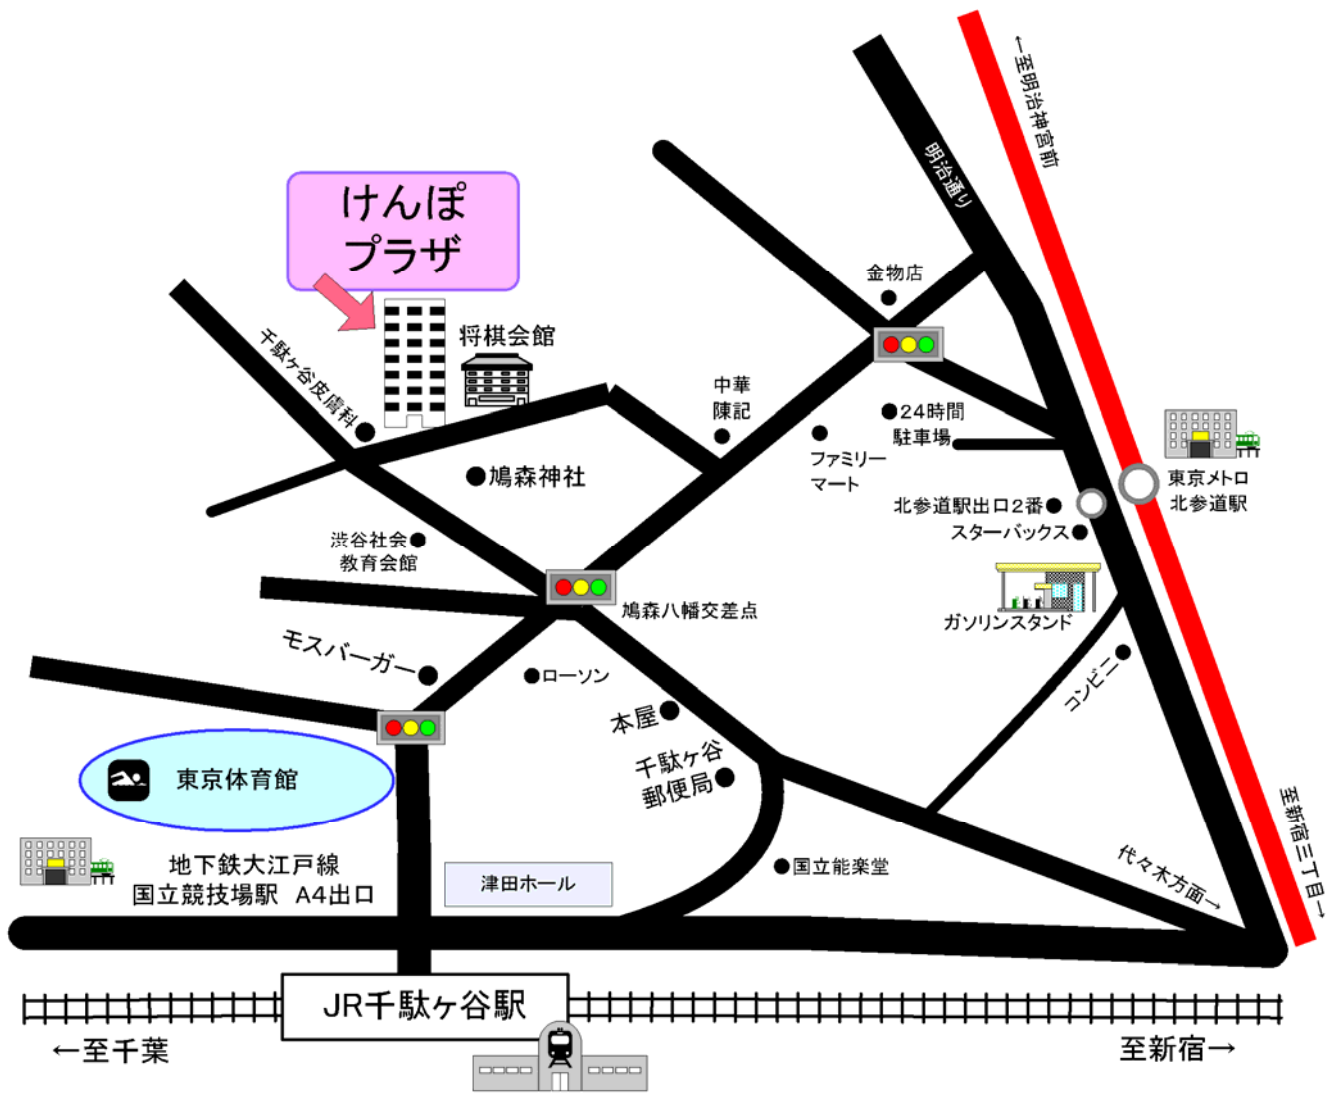 ←至明治神宮前
明治通り
けんぽ
プラザ
金物店
将棋会館
千駄ヶ谷皮膚科
中華
陳記
24時間
駐車場
ファミリー
マート
東京メトロ
北参道駅
鳩森神社
北参道駅出口2番
スターバックス
渋谷社会
教育会館
鳩森八幡交差点
ガソリンスタンド
モスバーガー
ローソン
コンビニ
本屋
千駄ヶ谷
郵便局
東京体育館
至新宿三丁目→
代々木方面→
地下鉄大江戸線
国立競技場駅 A4出口
津田ホール
国立能楽堂
JR千駄ヶ谷駅
←至千葉
至新宿→